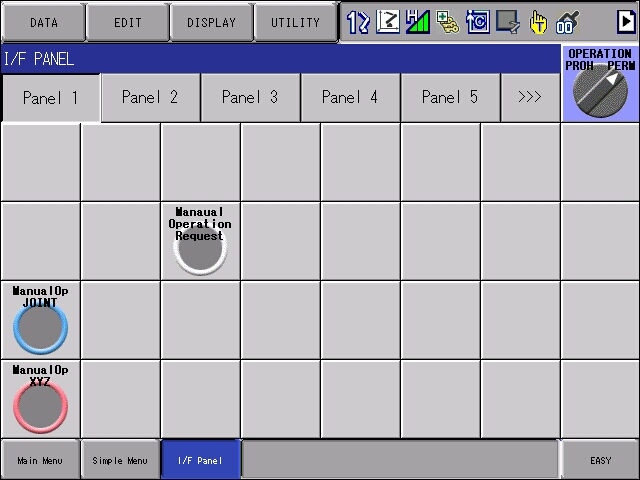 DATA EDIT DISPLAY UTILITY
I/F PANEL
OPERATION
PROH PERM
Panel 1 Panel 2 Panel 3 Panel 4 Panel 5 >>>
Manaual
Operation
Request
ManualOp
JOINT
ManualOp
XYZ
Main Menu Simple Menu I/F Panel EASY